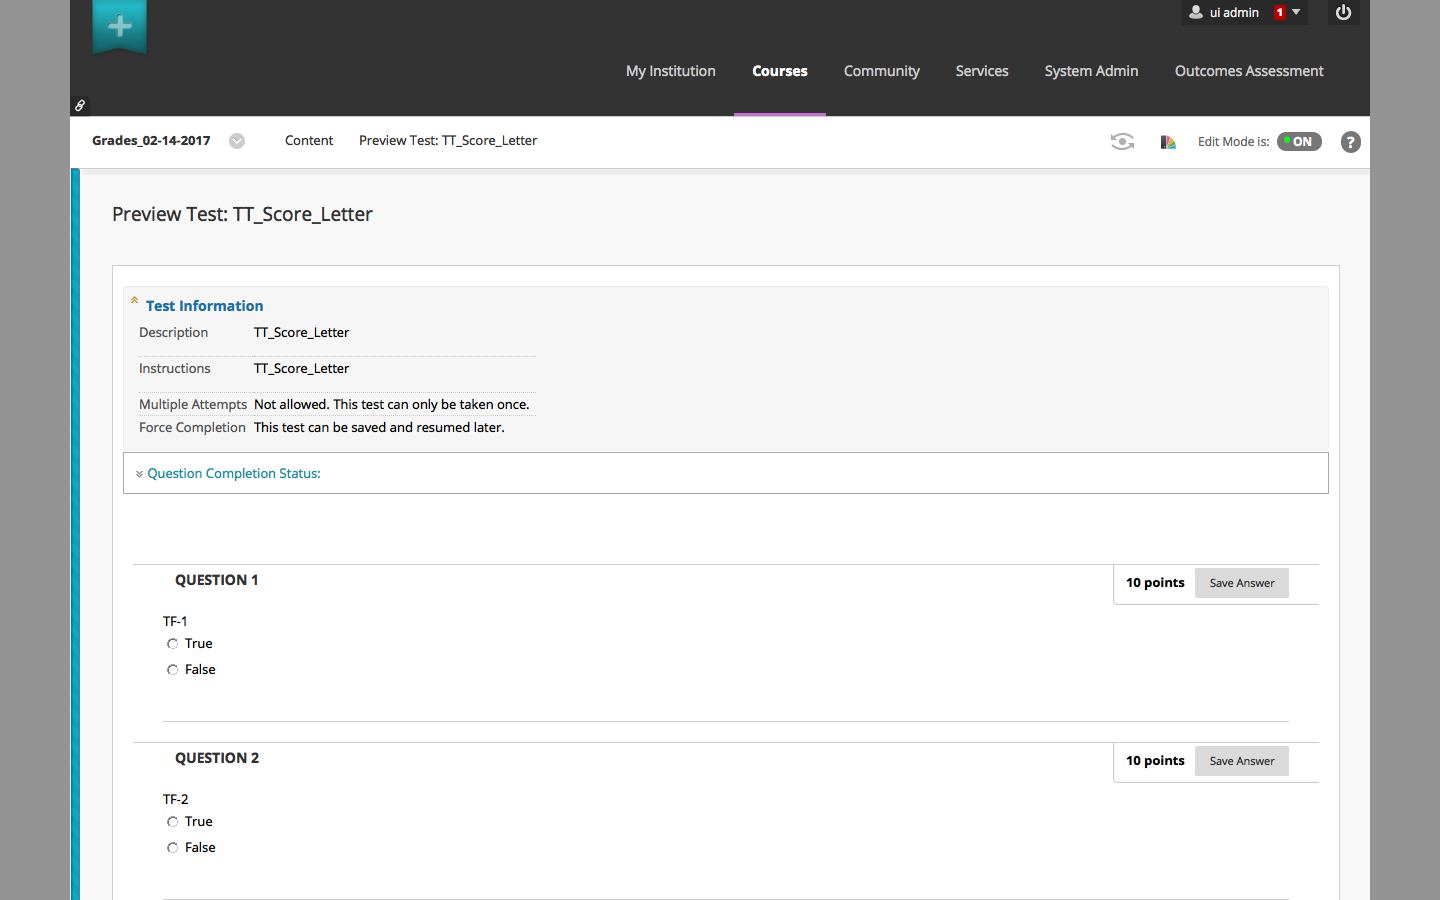 ui admin 1
My Institution Courses Community Services System Admin Outcomes Assessment
Grades_02-14-2017 Content Preview Test: TT_Score_Letter Edit Mode is: ON ?
Preview Test: TT_Score_Letter
Test Information
Description TT_Score_Letter
Instructions TT_Score_Letter
Multiple Attempts Not allowed. This test can only be taken once.
Force Completion This test can be saved and resumed later.
Question Completion Status:
QUESTION 1 10 points Save Answer
TF-1
True
False
QUESTION 2 10 points Save Answer
TF-2
True
False